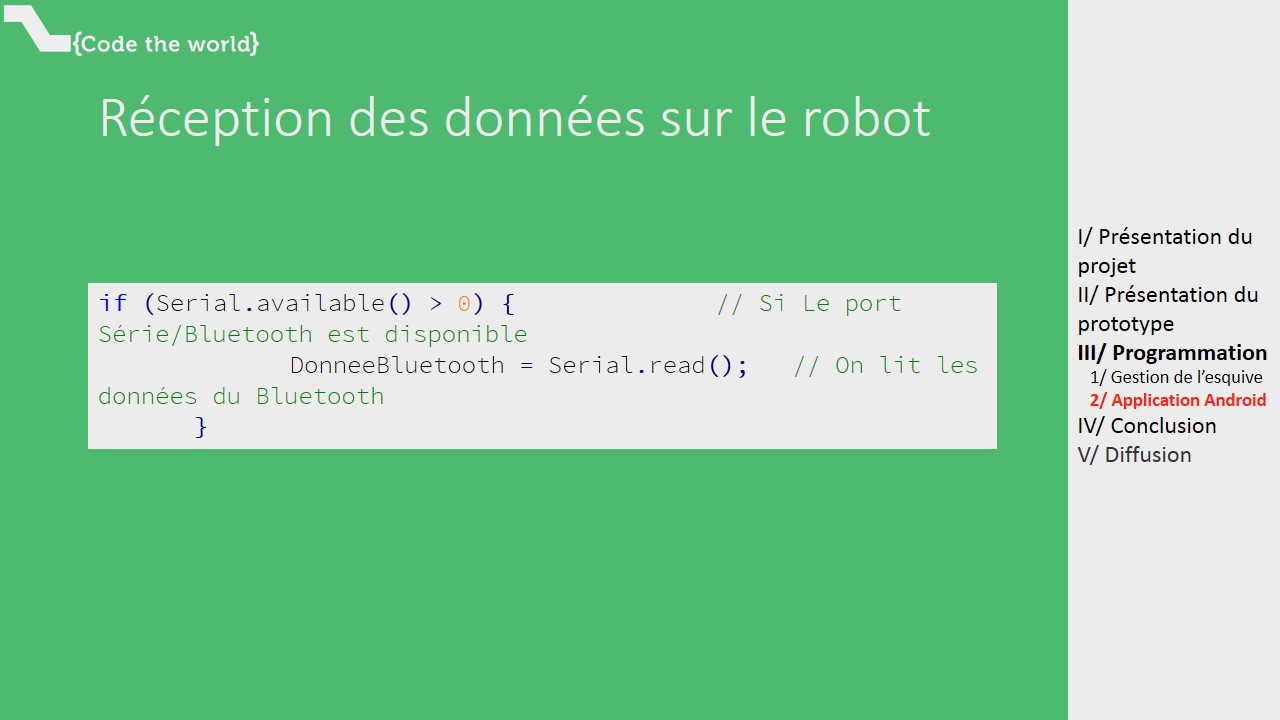 {Code the world}
Réception des données sur le robot
if (Serial.available() > 0) { // Si Le port
Série/Bluetooth est disponible
DonneeBluetooth = Serial.read(); // On lit les
données du Bluetooth
}
I/ Présentation du
projet
II/ Présentation du
prototype
III/ Programmation
1/ Gestion de l’esquive
2/ Application Android
IV/ Conclusion
V/ Diffusion